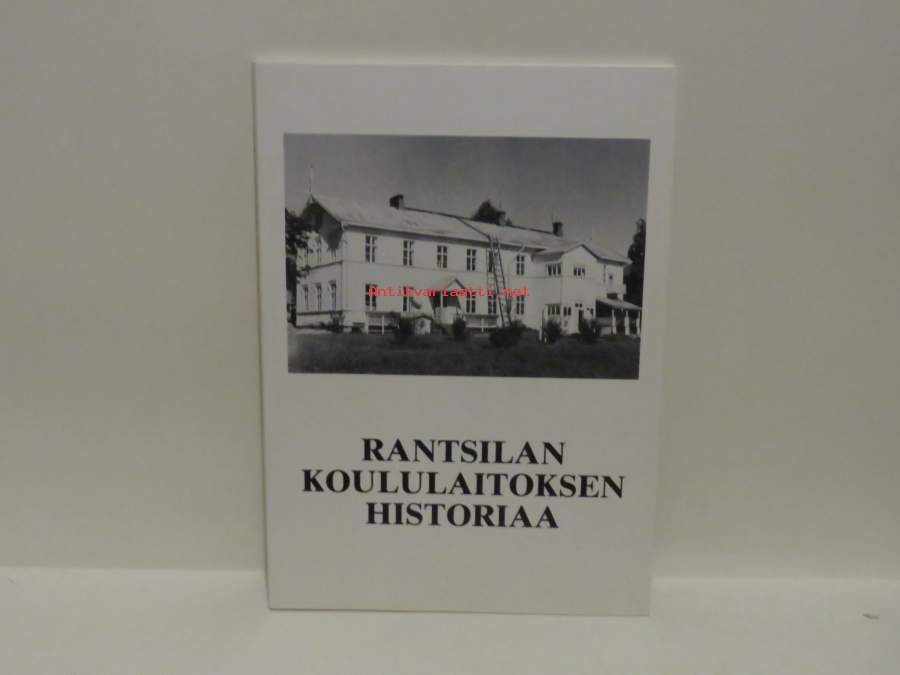 Antikvariaatti.net
RANTSILAN
KOULULAITOKSEN
HISTORIAA